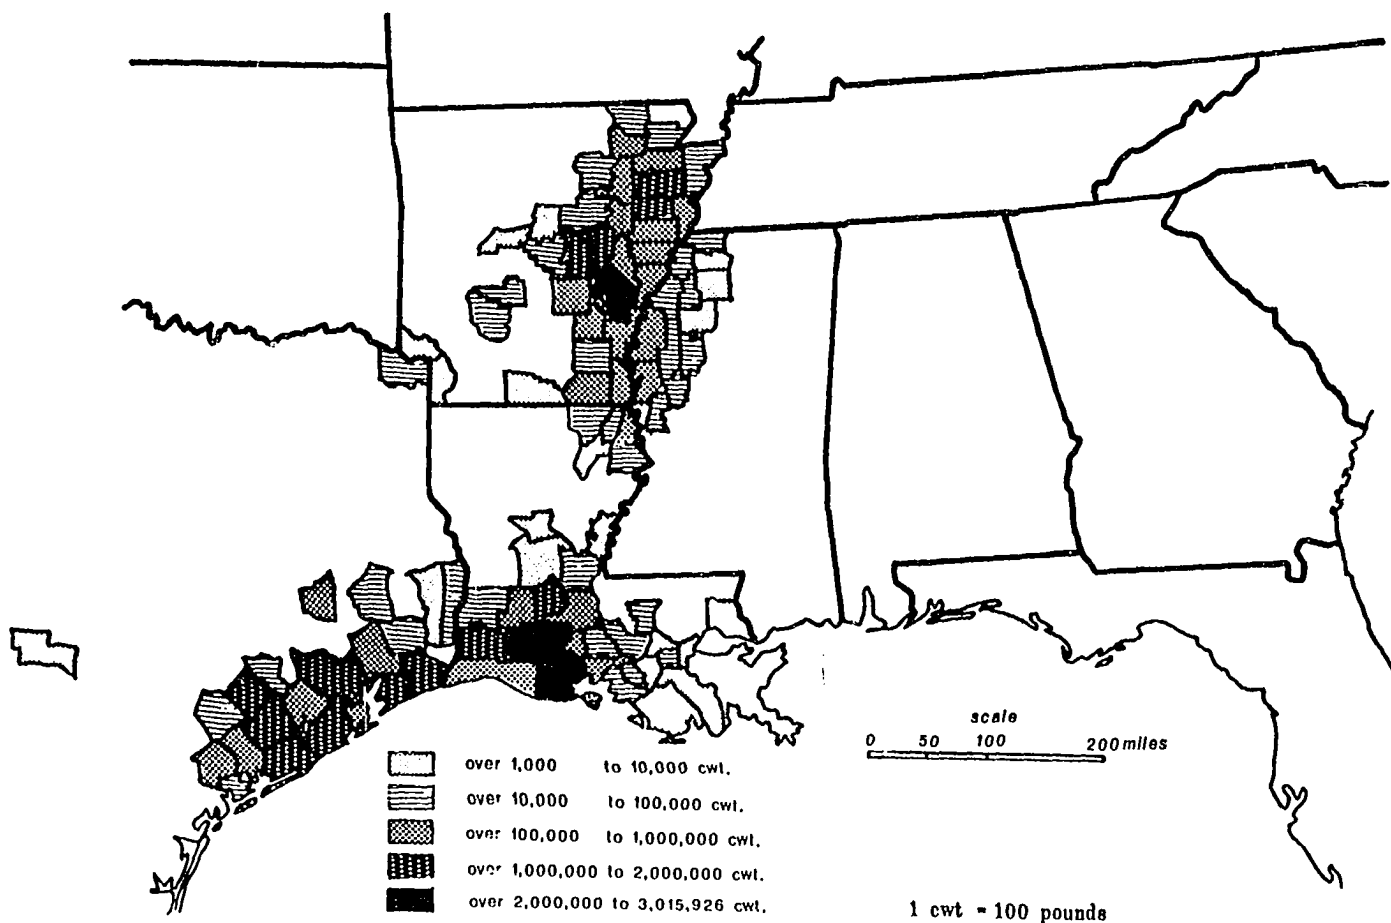 scale
0 50 100 200 miles
over 1,000 to 10,000 cwt.
over 10,000 to 100,000 cwt.
over 100,000 to 1,000,000 cwt.
over 1,000,000 to 2,000,000 cwt.
over 2,000,000 to 3,015,926 cwt.
1 cwt = 100 pounds